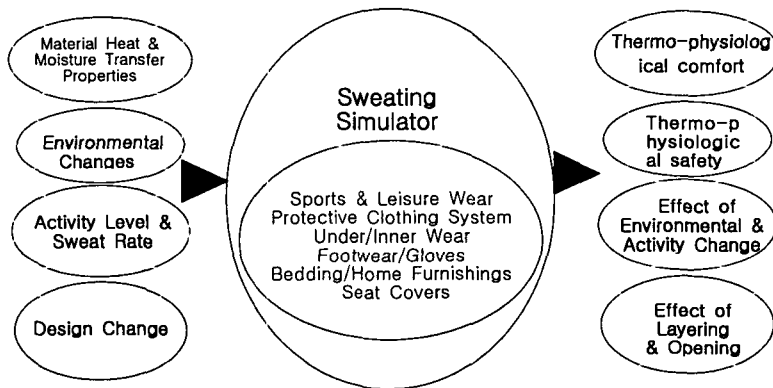 Material Heat &
Moisture Transfer
Properties
Environmental
Changes
Activity Level &
Sweat Rate
Design Change
Sweating
Simulator
Sports & Leisure Wear
Protective Clothing System
Under/Inner Wear
Footwear/Gloves
Bedding/Home Furnishings
Seat Covers
Thermo-physiolog
ical comfort
Thermo-p
hysiologic
al safety
Effect of
Environmental &
Activity Change
Effect of
Layering
& Opening